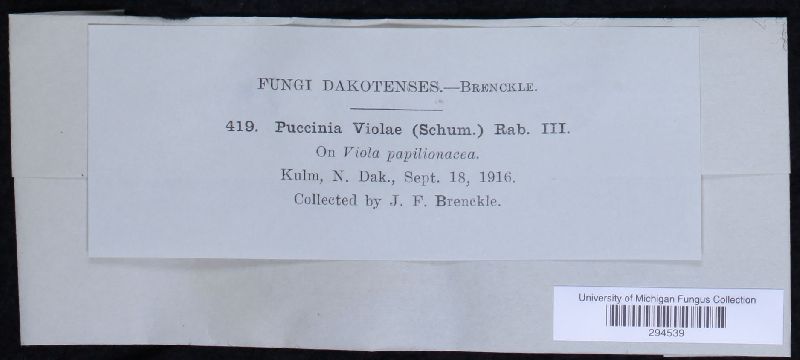 FUNGI DAKOTENSES.—BRENCKLE.
419. Puccinia Violae (Schum.) Rab. III.
On Viola papilionacea.
Kulm, N. Dak., Sept. 18, 1916.
Collected by J. F. Brenckle.
University of Michigan Fungus Collection
294539